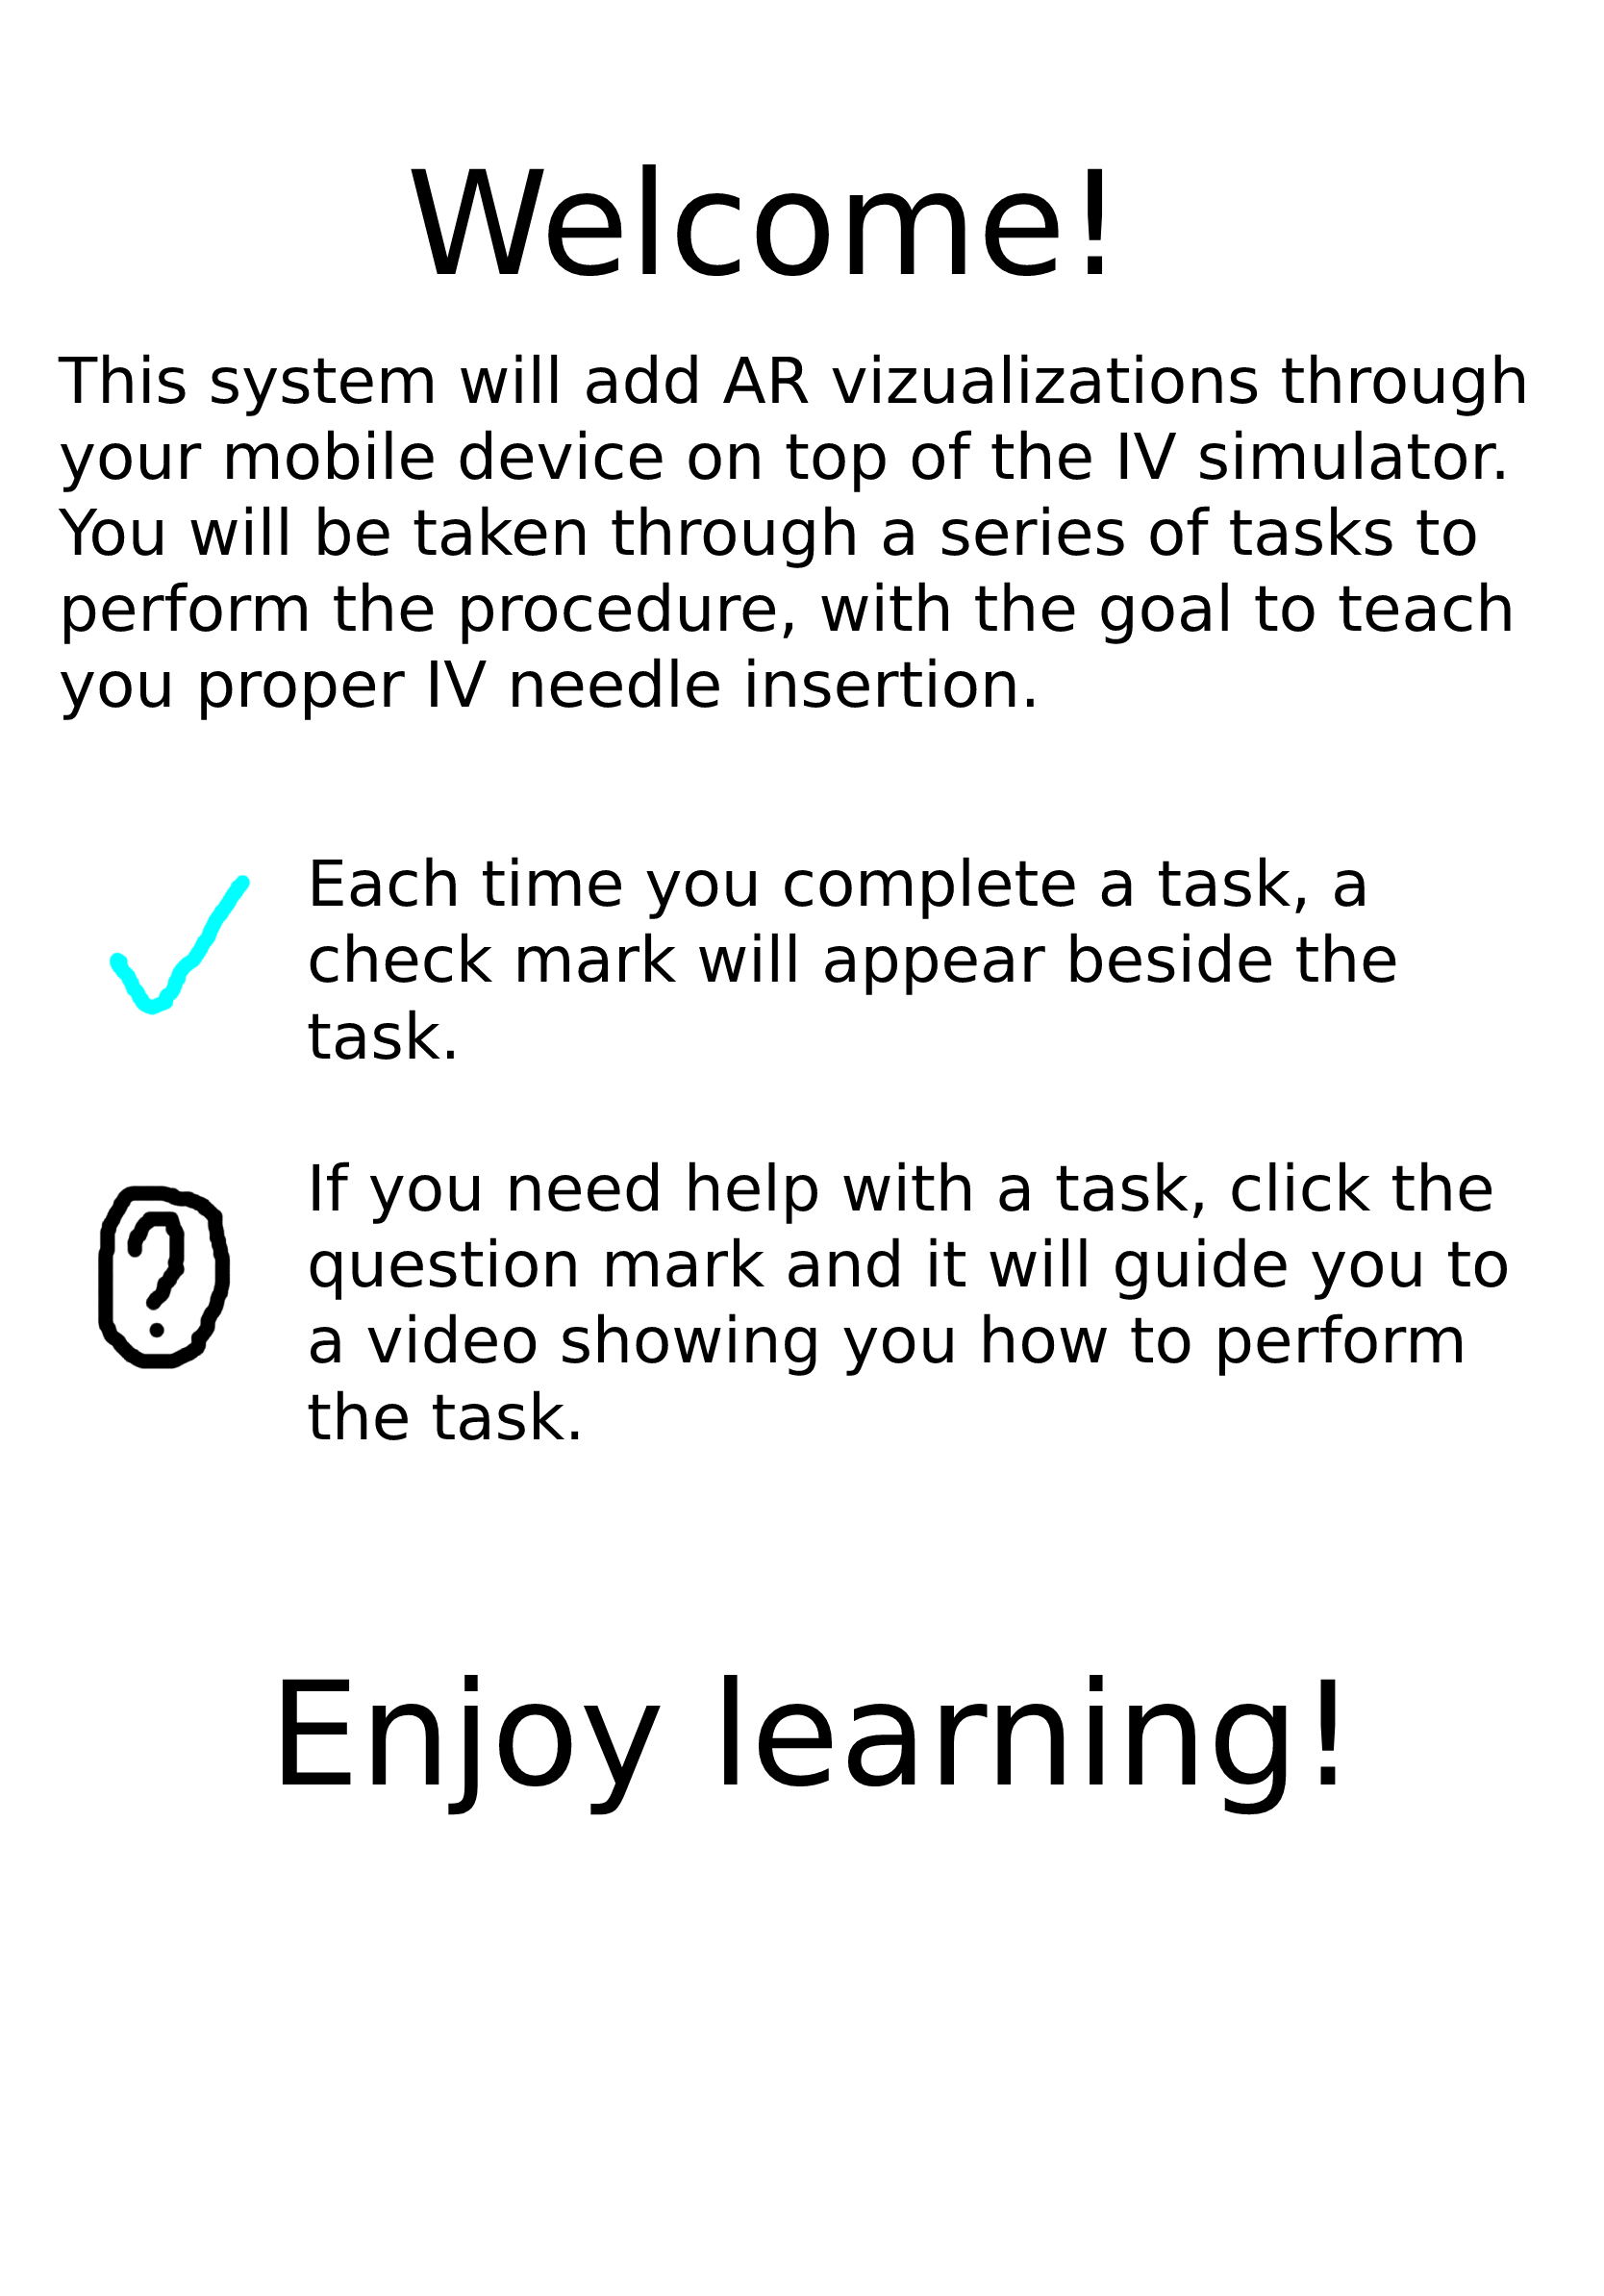 Welcome!
This system will add AR vizualizations through
your mobile device on top of the IV simulator.
You will be taken through a series of tasks to
perform the procedure, with the goal to teach
you proper IV needle insertion.
Each time you complete a task, a
check mark will appear beside the
task.
?
If you need help with a task, click the
question mark and it will guide you to
a video showing you how to perform
the task.
Enjoy learning!